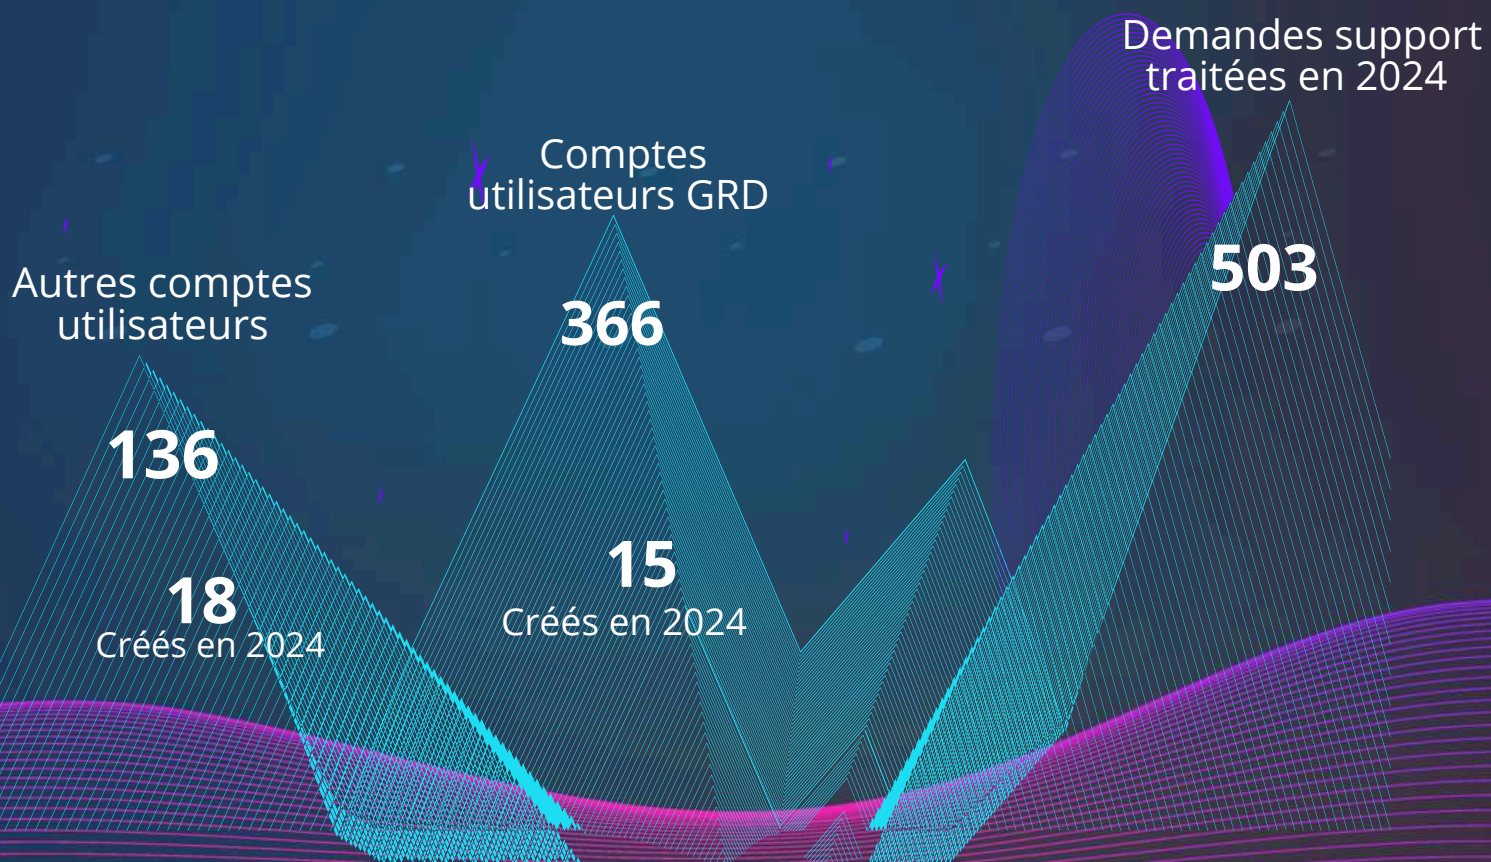 Autres comptes
utilisateurs
136
18
Créés en 2024
Comptes
utilisateurs GRD
366
15
Créés en 2024
Demandes support
traitées en 2024
503